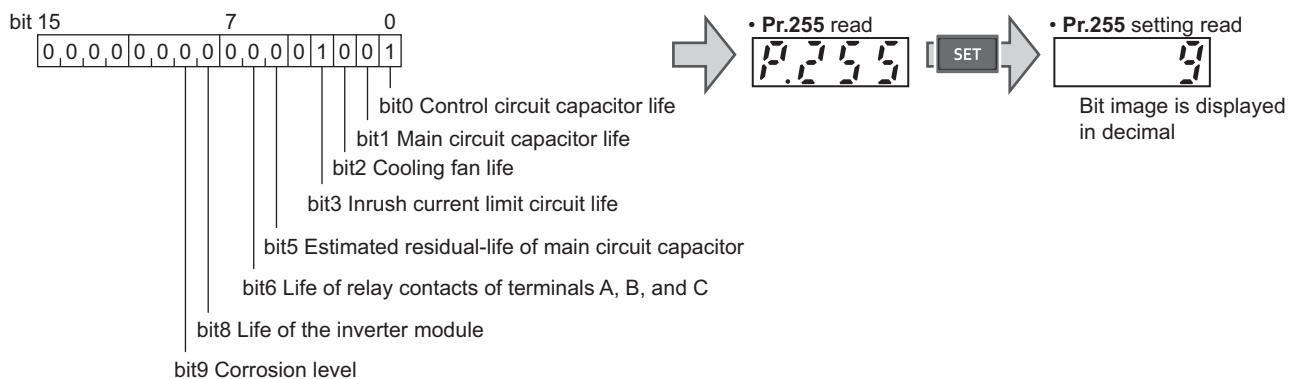 bit 15 7 0
0 0 0 0 0 0 0 0 0 0 0 0 1 0 0 1
• Pr.255 read
P.255
SET
• Pr.255 setting read
9
Bit image is displayed
in decimal
bit0 Control circuit capacitor life
bit1 Main circuit capacitor life
bit2 Cooling fan life
bit3 Inrush current limit circuit life
bit5 Estimated residual-life of main circuit capacitor
bit6 Life of relay contacts of terminals A, B, and C
bit8 Life of the inverter module
bit9 Corrosion level